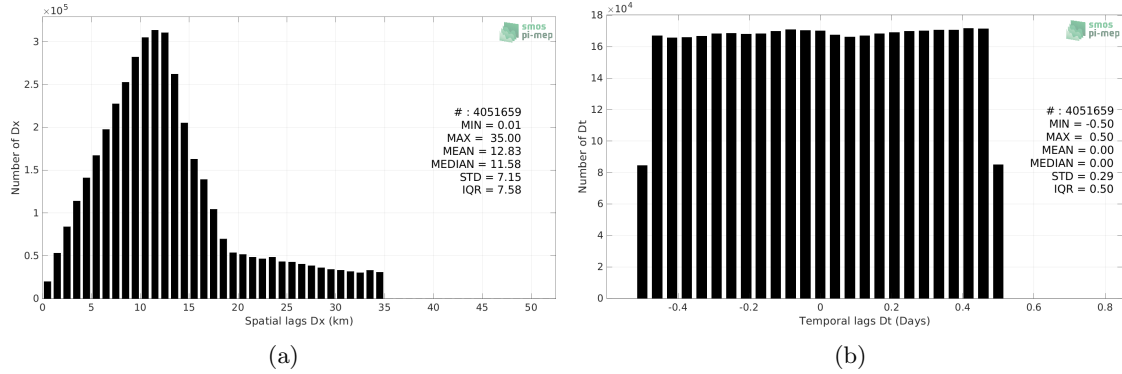 ×10⁵
3
2.5
2
1.5
1
0.5
0
Number of Dx
0 5 10 15 20 25 30 35 40 45 50
Spatial lags Dx (km)
smos
pi-mep
# : 4051659
MIN = 0.01
MAX = 35.00
MEAN = 12.83
MEDIAN = 11.58
STD = 7.15
IQR = 7.58
(a)
×10⁴
18
16
14
12
10
8
6
4
2
0
Number of Dt
-0.4 -0.2 0 0.2 0.4 0.6 0.8
Temporal lags Dt (Days)
smos
pi-mep
# : 4051659
MIN = -0.50
MAX = 0.50
MEAN = 0.00
MEDIAN = 0.00
STD = 0.29
IQR = 0.50
(b)